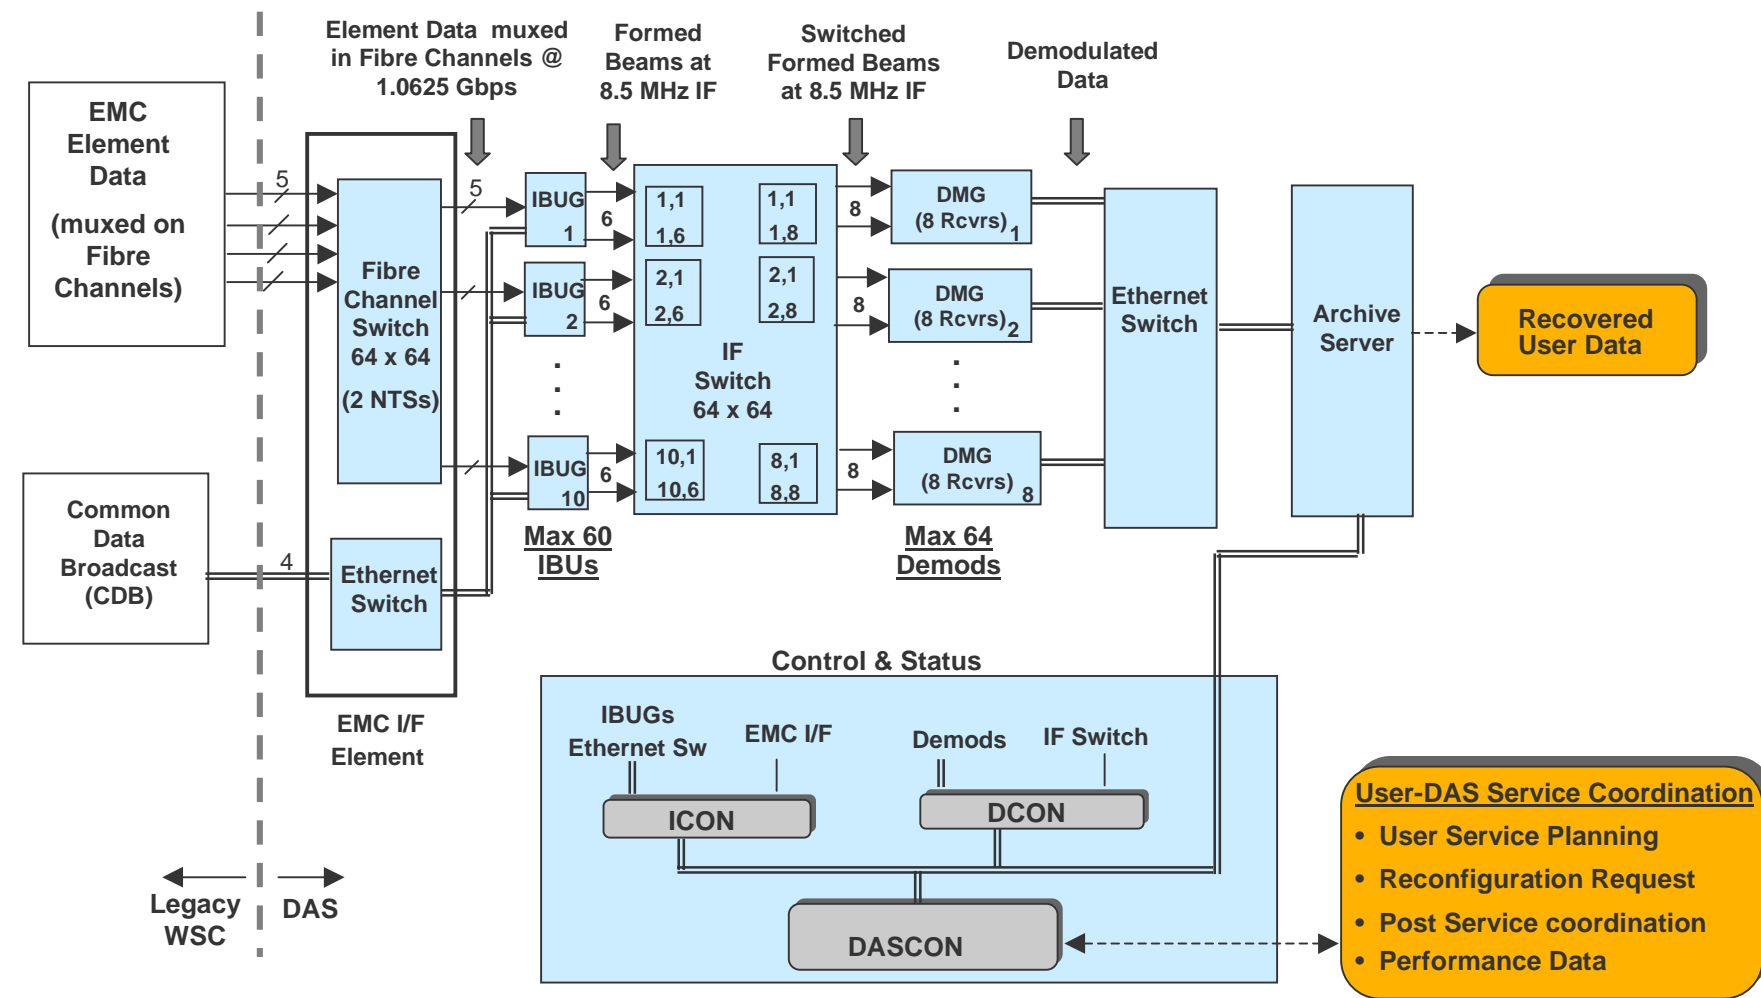 Element Data  muxed
in Fibre Channels @
1.0625 Gbps
Formed
Beams at
8.5 MHz IF
Switched
Formed Beams
at 8.5 MHz IF
Demodulated
Data
EMC
Element
Data
(muxed on
Fibre
Channels)
5
Fibre
Channel
Switch
64 x 64
(2 NTSs)
5
IBUG
1
6
IBUG
2
6
.
.
.
IBUG
10
6
Max 60
IBUs
1,1
1,6
2,1
2,6
10,1
10,6
IF
Switch
64 x 64
1,1
1,8
2,1
2,8
8,1
8,8
8
8
8
DMG
(8 Rcvrs) 1
DMG
(8 Rcvrs) 2
.
.
.
DMG
(8 Rcvrs) 8
Max 64
Demods
Ethernet
Switch
Archive
Server
Recovered
User Data
Common
Data
Broadcast
(CDB)
4
Ethernet
Switch
EMC I/F
Element
Legacy
WSC
DAS
Control & Status
IBUGs
Ethernet Sw
EMC I/F
Demods
IF Switch
ICON
DCON
DASCON
User-DAS Service Coordination
• User Service Planning
• Reconfiguration Request
• Post Service coordination
• Performance Data